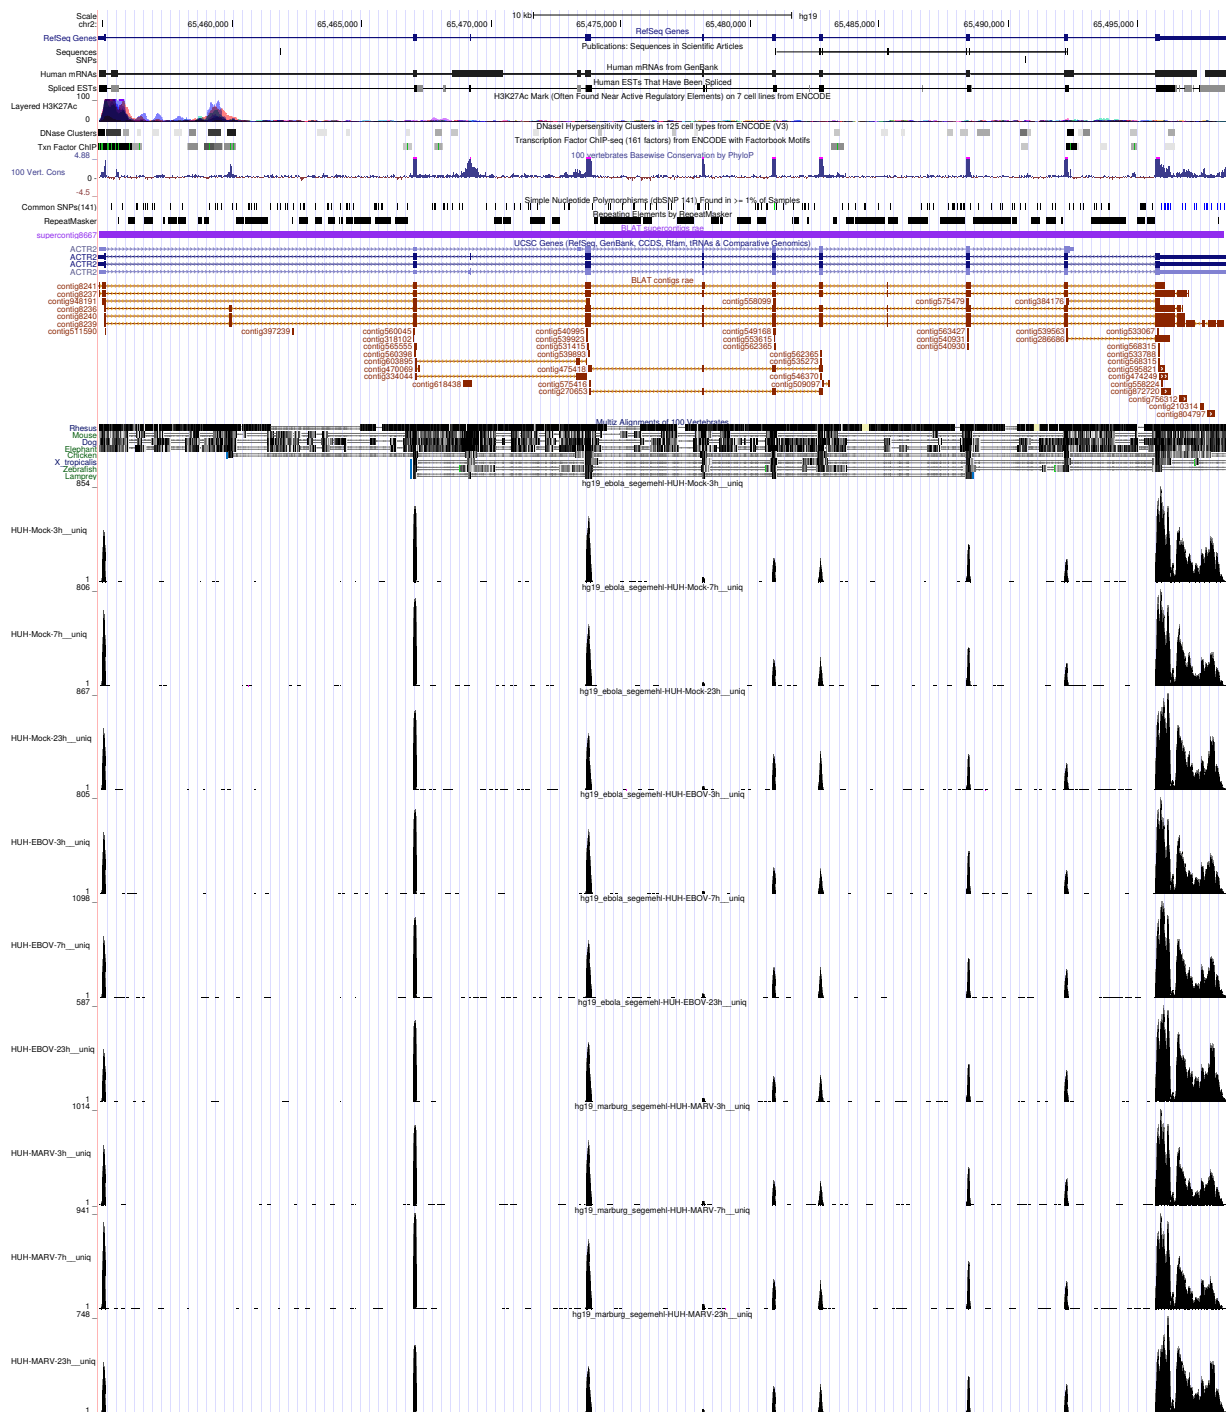 Scale 10 kb hg19
chr2: 65,460,000 65,465,000 65,470,000 65,475,000 65,480,000 65,485,000 65,490,000 65,495,000
RefSeq Genes
RefSeq Genes
Publications: Sequences in Scientific Articles
Sequences
SNPs
Human mRNAs from GenBank
Human mRNAs
Human ESTs That Have Been Spliced
Spliced ESTs
H3K27Ac Mark (Often Found Near Active Regulatory Elements) on 7 cell lines from ENCODE
100 _
Layered H3K27Ac
0 _
DNaseI Hypersensitivity Clusters in 125 cell types from ENCODE (V3)
DNase Clusters
Transcription Factor ChIP-seq (161 factors) from ENCODE with Factorbook Motifs
Txn Factor ChIP
100 vertebrates Basewise Conservation by PhyloP
4.88 _
100 Vert. Cons
0 -
-4.5 _
Simple Nucleotide Polymorphisms (dbSNP 141) Found in >= 1% of Samples
Common SNPs(141)
Repeating Elements by RepeatMasker
RepeatMasker
BLAT supercontigs rae
supercontig8667
UCSC Genes (RefSeq, GenBank, CCDS, Rfam, tRNAs & Comparative Genomics)
ACTR2
ACTR2
ACTR2
ACTR2
BLAT contigs rae
contig8241
contig8237
contig948191 contig558099 contig575479 contig384176
contig8236
contig8240
contig8239
contig511590 contig397239 contig560045 contig540995 contig549168 contig563427 contig539563 contig533067
contig318102 contig539923 contig553615 contig540931 contig286686
contig565555 contig531415 contig562365 contig540930 contig568315
contig560398 contig539893 contig562365 contig533788
contig603895 contig535273 contig568315
contig470069 contig475418 contig595821
contig334044 contig546370 contig474249
contig618438 contig575416 contig509097 contig558224
contig270653 contig872720
contig756312
contig210314
contig804797
Multiz Alignments of 100 Vertebrates
Rhesus
Mouse
Dog
Elephant
Chicken
X_tropicalis
Zebrafish
Lamprey
854 _ hg19_ebola_segemehl-HUH-Mock-3h__uniq
HUH-Mock-3h__uniq
1 _
806 _ hg19_ebola_segemehl-HUH-Mock-7h__uniq
HUH-Mock-7h__uniq
1 _
867 _ hg19_ebola_segemehl-HUH-Mock-23h__uniq
HUH-Mock-23h__uniq
1 _
805 _ hg19_ebola_segemehl-HUH-EBOV-3h__uniq
HUH-EBOV-3h__uniq
1 _
1098 _ hg19_ebola_segemehl-HUH-EBOV-7h__uniq
HUH-EBOV-7h__uniq
1 _
587 _ hg19_ebola_segemehl-HUH-EBOV-23h__uniq
HUH-EBOV-23h__uniq
1 _
1014 _ hg19_marburg_segemehl-HUH-MARV-3h__uniq
HUH-MARV-3h__uniq
1 _
941 _ hg19_marburg_segemehl-HUH-MARV-7h__uniq
HUH-MARV-7h__uniq
1 _
748 _ hg19_marburg_segemehl-HUH-MARV-23h__uniq
HUH-MARV-23h__uniq
1